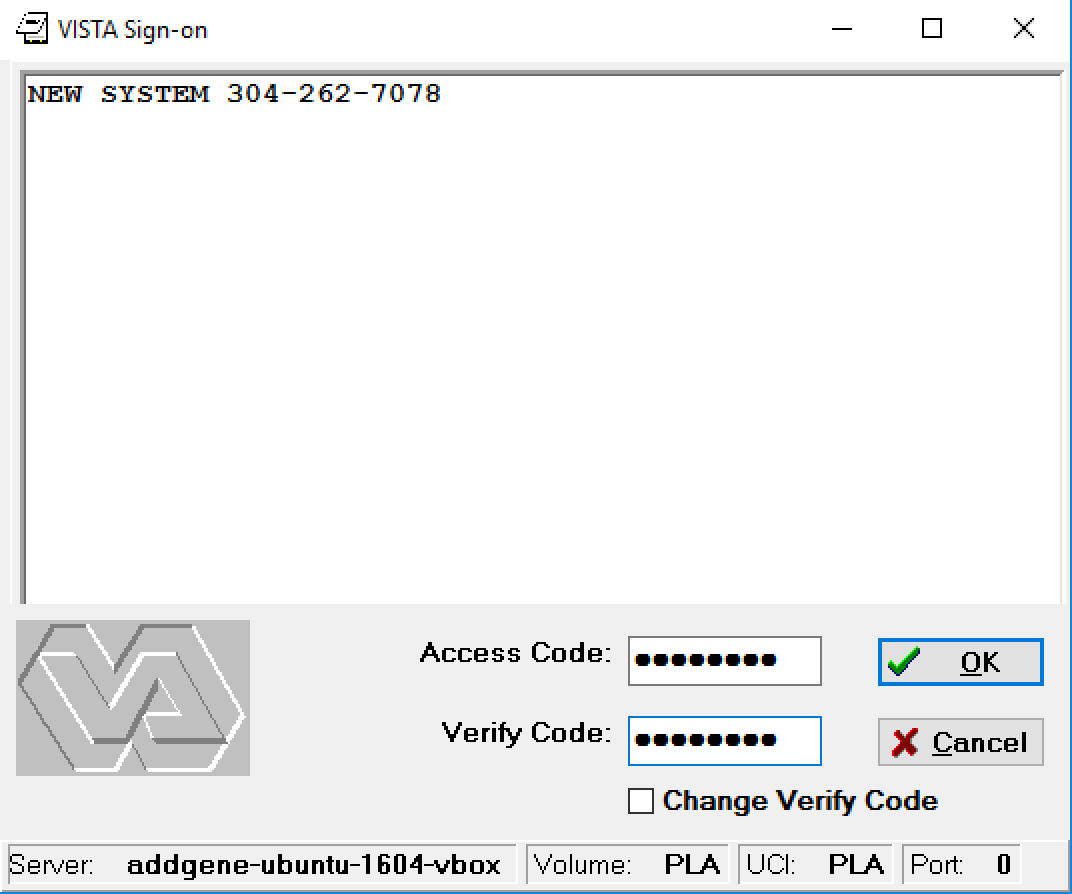 VISTA Sign-on
NEW SYSTEM 304-262-7078
Access Code: ●●●●●●●●
OK
Verify Code: ●●●●●●●●
Cancel
Change Verify Code
Server: addgene-ubuntu-1604-vbox Volume: PLA UCI: PLA Port: 0